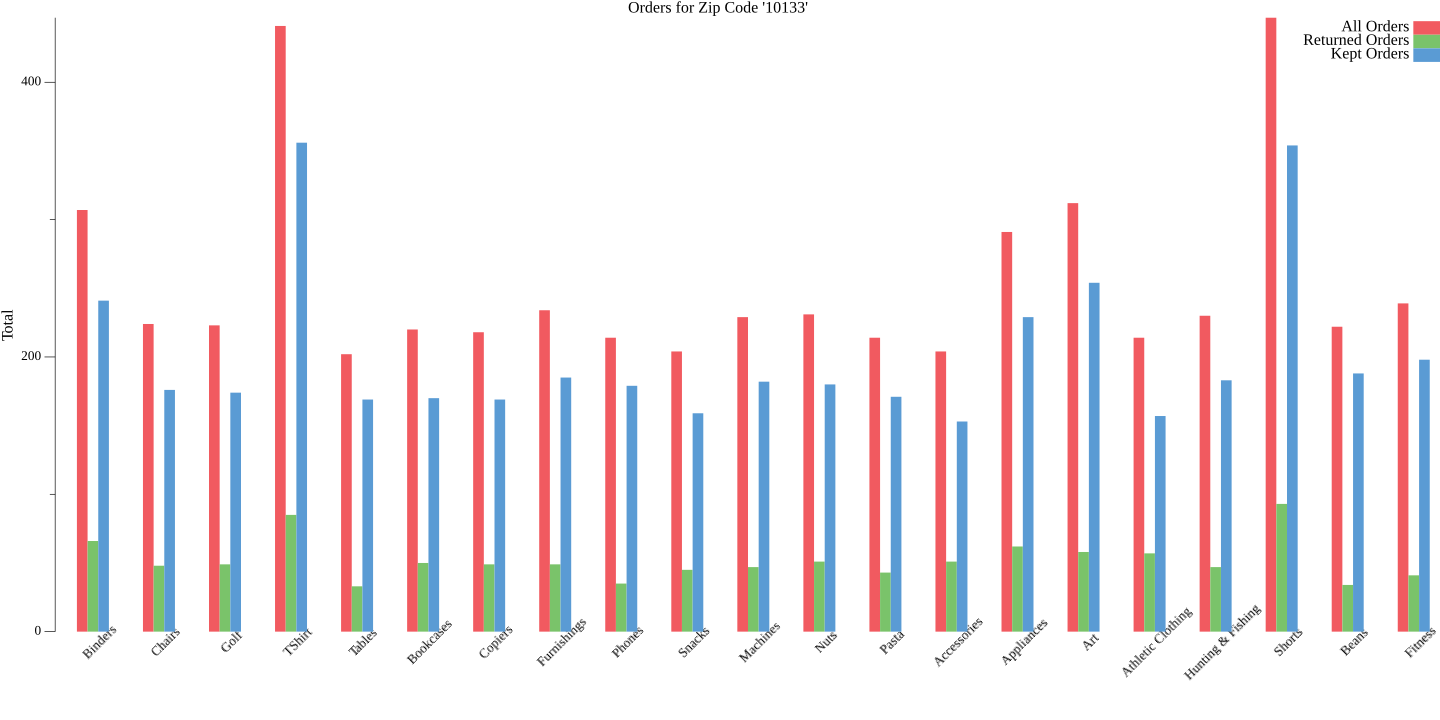 Orders for Zip Code '10133'
All Orders
Returned Orders
Kept Orders
Total
400
200
0
Binders
Chairs
Golf
TShirt
Tables
Bookcases
Copiers
Furnishings
Phones
Snacks
Machines
Nuts
Pasta
Accessories
Appliances
Art
Athletic Clothing
Hunting & Fishing
Shorts
Beans
Fitness